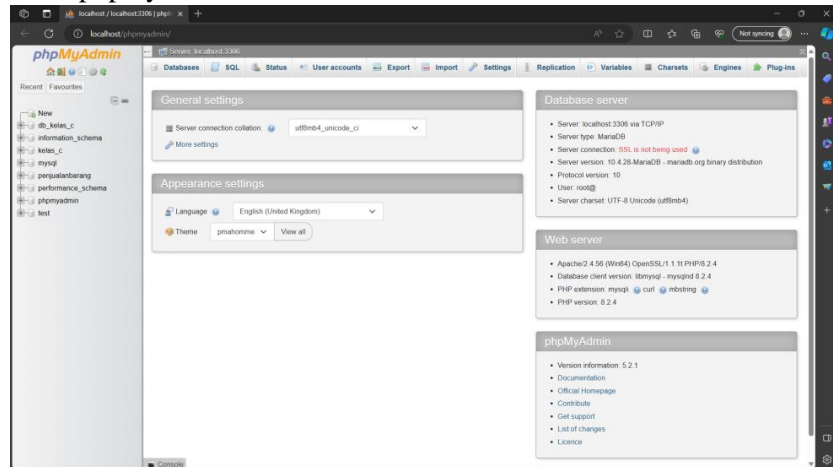 localhost / localhost:3306 | phpM
localhost/phpmyadmin/
Not syncing
phpMyAdmin
Recent Favourites
New
db_kelas_c
information_schema
kelas_c
mysql
penjualanbarang
performance_schema
phpmyadmin
test
Server: localhost:3306
Databases SQL Status User accounts Export Import Settings Replication Variables Charsets Engines Plug-ins
General settings
Server connection collation: utf8mb4_unicode_ci
More settings
Appearance settings
Language English (United Kingdom)
Theme pmahomme View all
Database server
Server: localhost:3306 via TCP/IP
Server type: MariaDB
Server connection: SSL is not being used
Server version: 10.4.28-MariaDB - mariadb.org binary distribution
Protocol version: 10
User: root@
Server charset: UTF-8 Unicode (utf8mb4)
Web server
Apache/2.4.56 (Win64) OpenSSL/1.1.1t PHP/8.2.4
Database client version: libmysql - mysqlnd 8.2.4
PHP extension: mysqli curl mbstring
PHP version: 8.2.4
phpMyAdmin
Version information: 5.2.1
Documentation
Official Homepage
Contribute
Get support
List of changes
Licence
Console